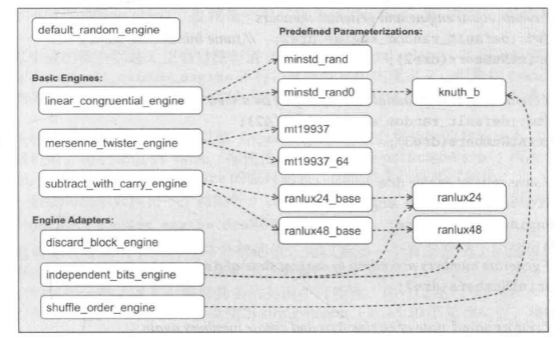 default_random_engine
Predefined Parameterizations:
minstd_rand
Basic Engines:
linear_congruential_engine
minstd_rand0
knuth_b
mersenne_twister_engine
mt19937
mt19937_64
subtract_with_carry_engine
ranlux24_base
ranlux24
ranlux48_base
ranlux48
Engine Adapters:
discard_block_engine
independent_bits_engine
shuffle_order_engine